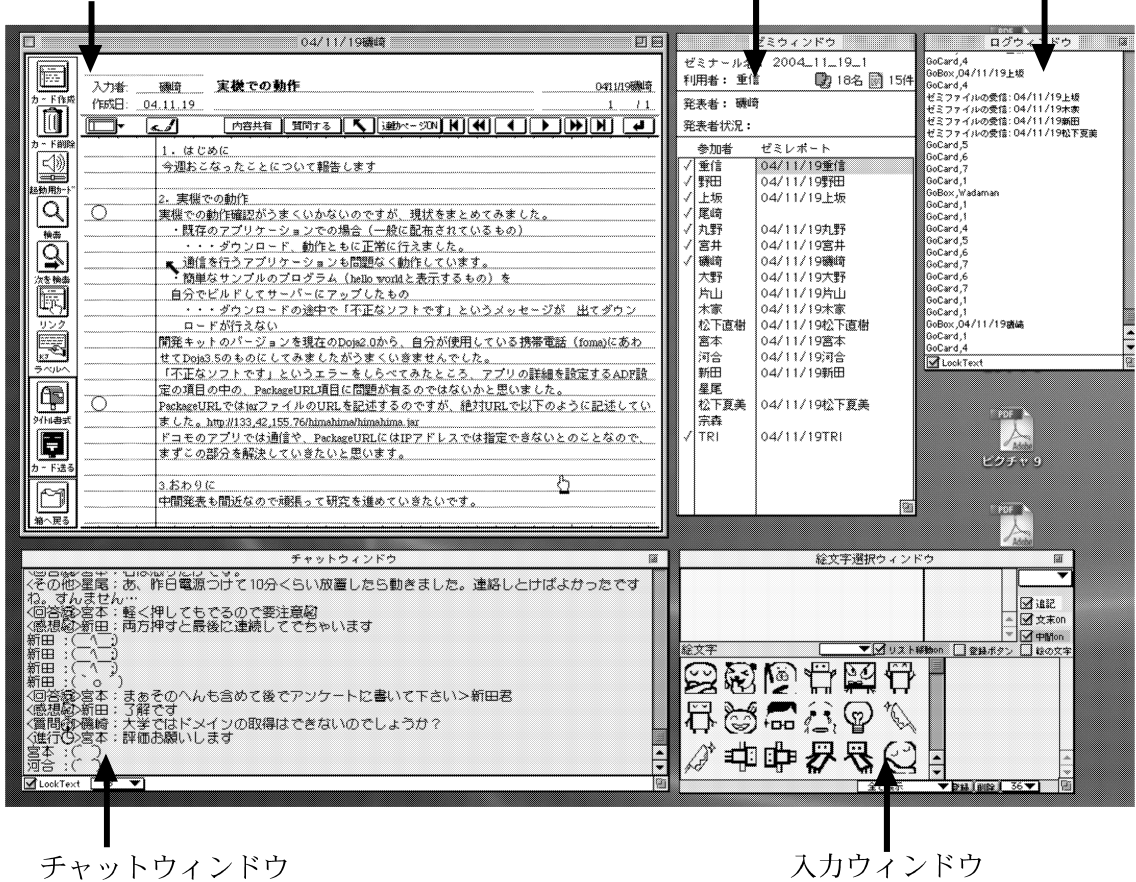 04/11/19磯崎
入力者: 磯崎 実機での動作 04/11/19磯崎
作成日: 04.11.19 1 / 1
内容共有 質問する 連動ページON
カード作成
カード削除
起動用カード
検索
次を検索
リンク
ラベルへ
タイトル書式
カード送る
箱へ戻る
1. はじめに
今週おこなったことについて報告します
2. 実機での動作
実機での動作確認がうまくいかないのですが、現状をまとめてみました。
・既存のアプリケーションでの場合（一般に配布されているもの）
・・・ダウンロード、動作ともに正常に行えました。
通信を行うアプリケーションも問題なく動作しています。
・簡単なサンプルのプログラム（hello worldと表示するもの）を
自分でビルドしてサーバーにアップしたもの
・・・ダウンロードの途中で「不正なソフトです」というメッセージが 出てダウン
ロードが行えない
開発キットのバージョンを現在のDoja2.0から、自分が使用している携帯電話（foma)にあわ
せてDoja3.5のものにしてみましたがうまくいきませんでした。
「不正なソフトです」というエラーをしらべてみたところ、アプリの詳細を設定するADF設
定の項目の中の、PackageURL項目に問題が有るのではないかと思いました。
PackageURLではjarファイルのURLを記述するのですが、絶対URLで以下のように記述してい
ました。http://133,42,155.76/himahima/himahima.jar
ドコモのアプリでは通信や、PackageURLにはIPアドレスでは指定できないとのことなので、
まずこの部分を解決していきたいと思います。
3.おわりに
中間発表も間近なので頑張って研究を進めていきたいです。
ゼミウィンドウ
ゼミナール名: 2004_11_19_1
利用者: 重信 18名 15件
発表者: 磯崎
発表者状況:
参加者 ゼミレポート
✓ 重信 04/11/19重信
✓ 野田 04/11/19野田
✓ 上坂 04/11/19上坂
✓ 尾崎
✓ 丸野 04/11/19丸野
✓ 宮井 04/11/19宮井
✓ 磯崎 04/11/19磯崎
大野 04/11/19大野
片山 04/11/19片山
木家 04/11/19木家
松下直樹 04/11/19松下直樹
宮本 04/11/19宮本
河合 04/11/19河合
新田 04/11/19新田
星尾
松下夏美 04/11/19松下夏美
宗森
✓ TRI 04/11/19TRI
ログウィンドウ
GoCard,4
GoBox,04/11/19上坂
GoCard,4
ゼミファイルの受信:04/11/19上坂
ゼミファイルの受信:04/11/19木家
ゼミファイルの受信:04/11/19新田
ゼミファイルの受信:04/11/19松下夏美
GoCard,5
GoCard,6
GoCard,7
GoCard,1
GoBox,Wadaman
GoCard,1
GoCard,1
GoCard,4
GoCard,5
GoCard,6
GoCard,7
GoCard,6
GoCard,7
GoCard,1
GoBox,04/11/19磯崎
GoCard,1
GoCard,4
LockText
PDF
Adobe
ピクチャ 9
PDF
Adobe
チャットウィンドウ
<その他>星尾:あ、昨日電源つけて10分くらい放置したら動きました。連絡しとけばよかったです
ね。すんません…
<回答>宮本:軽く押してもでるので要注意
<感想>新田:両方押すと最後に連続してでちゃいます
新田 :(￣へ￣;)
新田 :(￣へ￣;)
新田 :(￣へ￣;)
新田 :(゜o゜)
<回答>宮本:まぁそのへんも含めて後でアンケートに書いて下さい>新田君
<感想>新田:了解です
<質問>磯崎:大学ではドメインの取得はできないのでしょうか?
<進行>宮本:評価お願いします
宮本 :(^_^)
河合 :(^_^)
LockText
絵文字選択ウィンドウ
追記
文末on
中間on
絵文字 リスト移動on 登録ボタン 絵の文字
全て表示 登録 削除 36
チャットウィンドウ
入力ウィンドウ